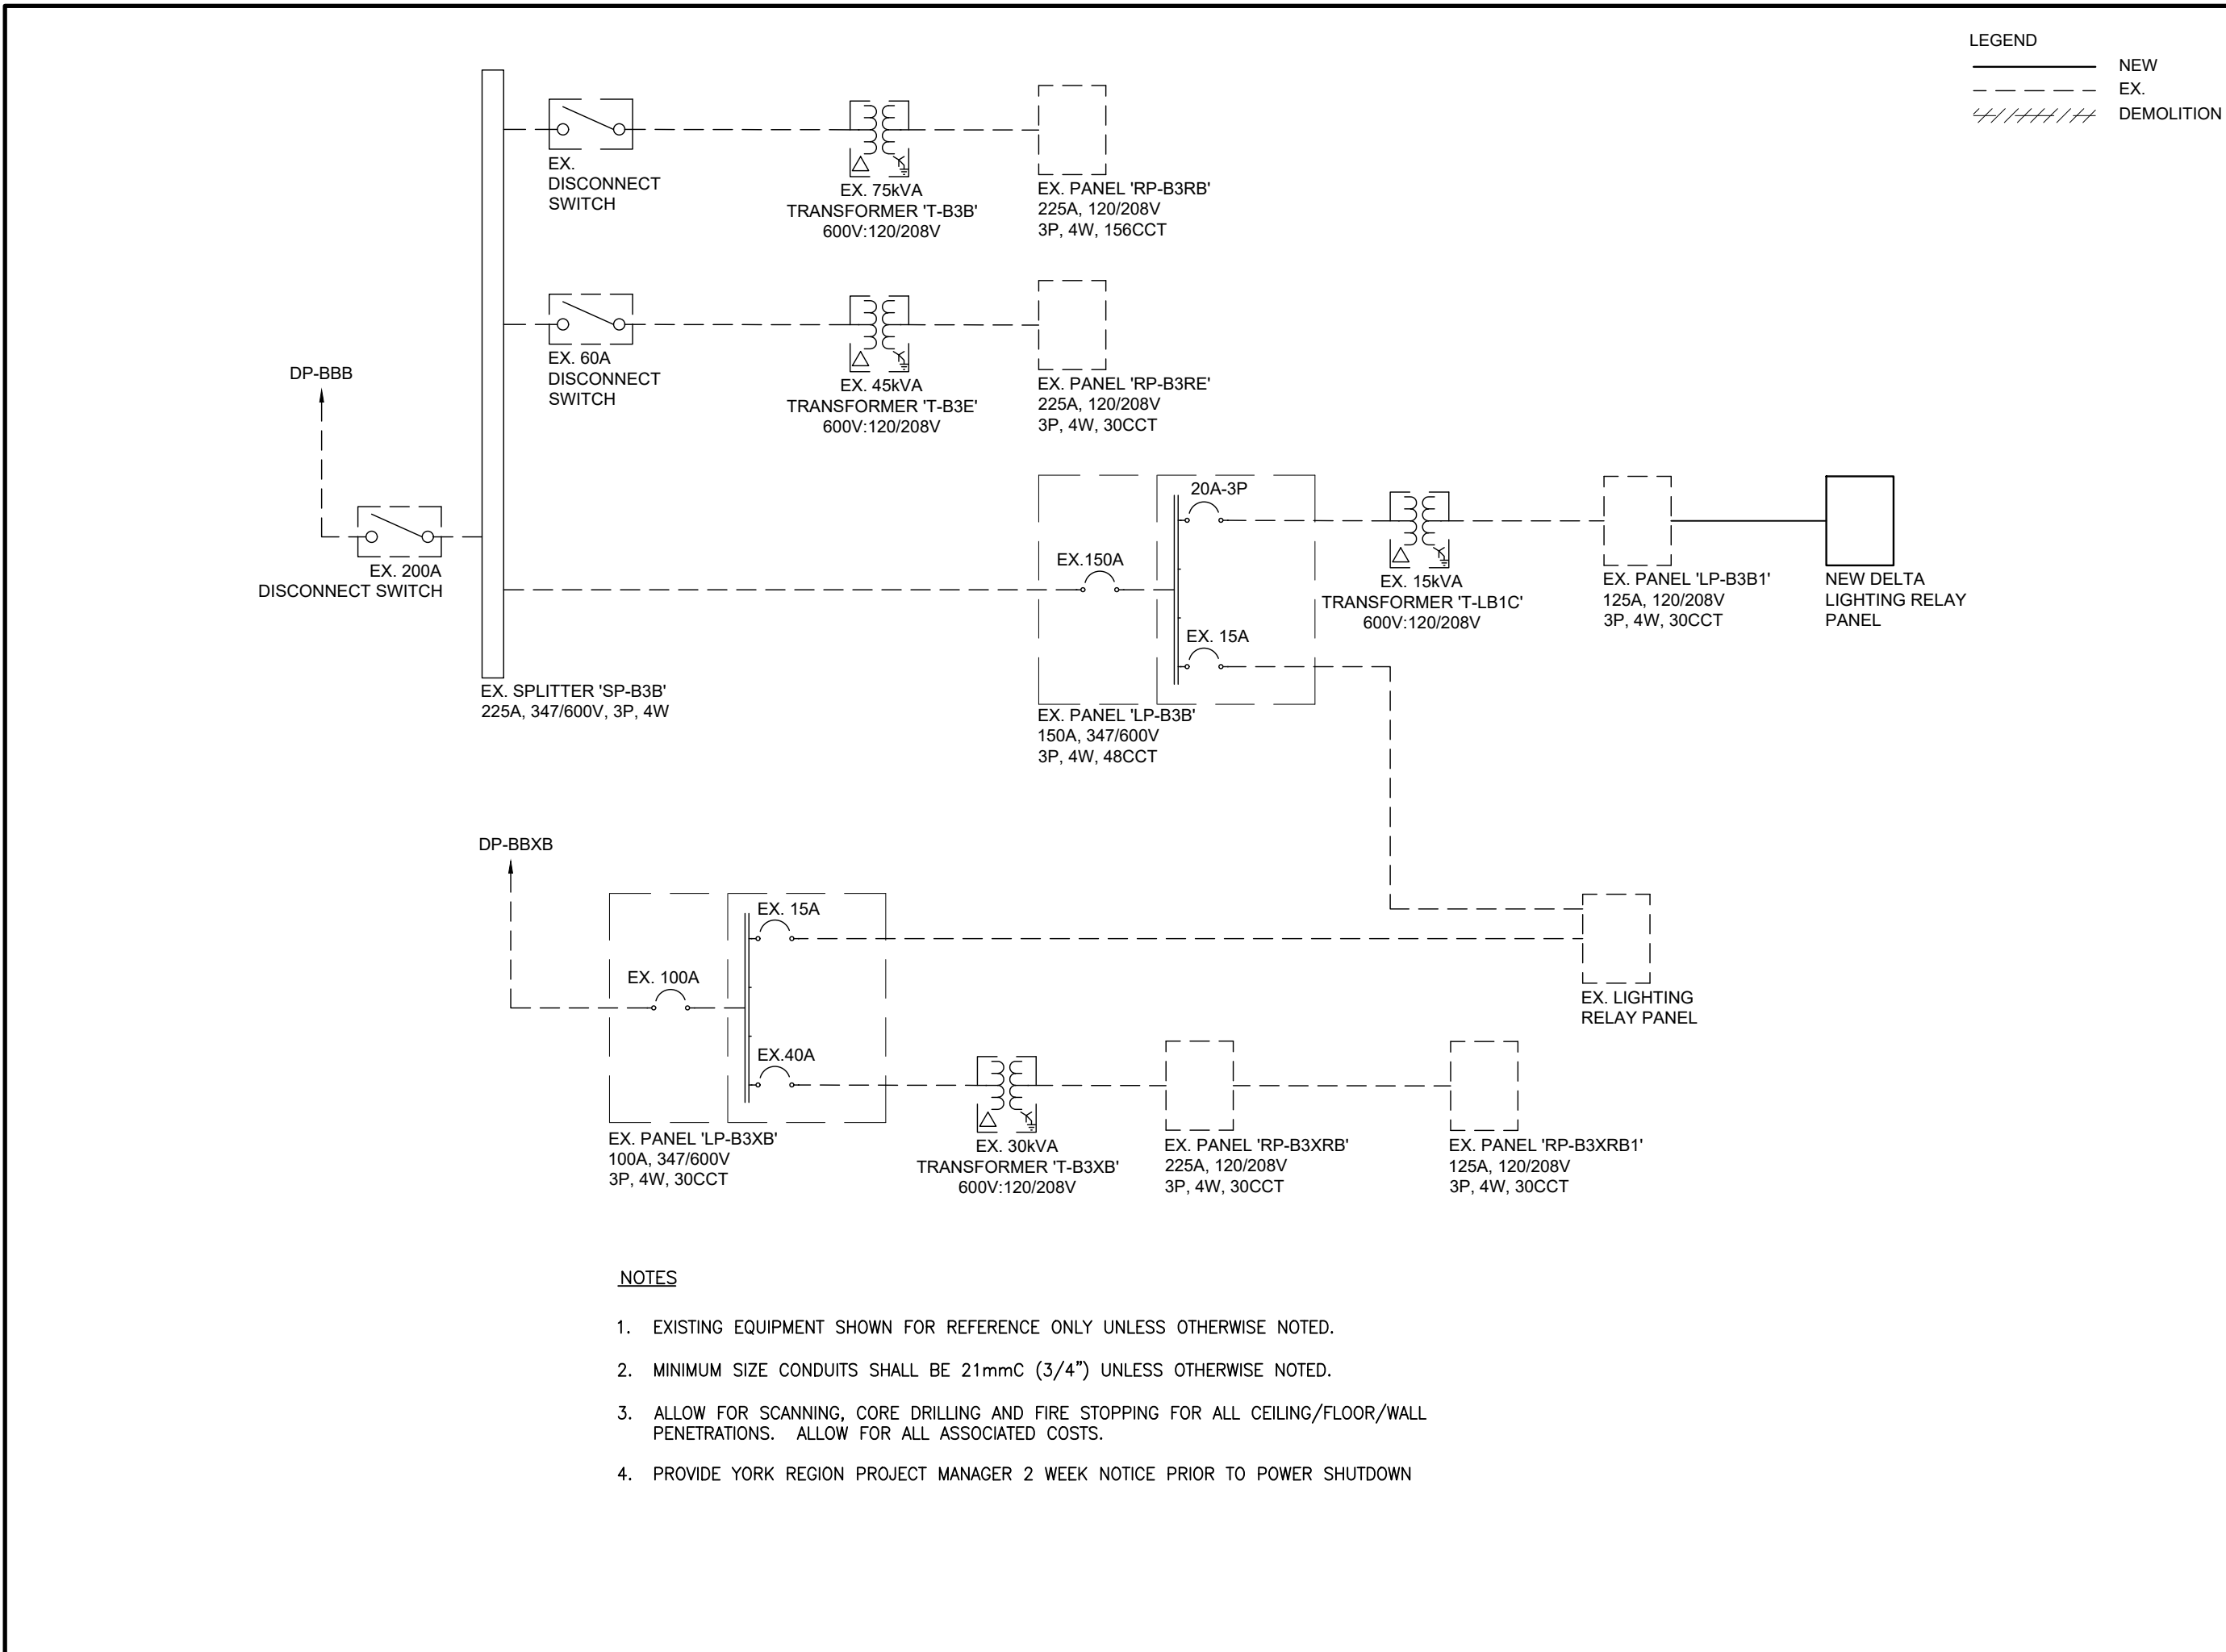 LEGEND
NEW
EX.
DEMOLITION
EX.
DISCONNECT
SWITCH
EX. 75kVA
TRANSFORMER 'T-B3B'
600V:120/208V
EX. PANEL 'RP-B3RB'
225A, 120/208V
3P, 4W, 156CCT
EX. 60A
DISCONNECT
SWITCH
EX. 45kVA
TRANSFORMER 'T-B3E'
600V:120/208V
EX. PANEL 'RP-B3RE'
225A, 120/208V
3P, 4W, 30CCT
DP-BBB
EX. 200A
DISCONNECT SWITCH
EX. SPLITTER 'SP-B3B'
225A, 347/600V, 3P, 4W
EX.150A
20A-3P
EX. 15A
EX. PANEL 'LP-B3B'
150A, 347/600V
3P, 4W, 48CCT
EX. 15kVA
TRANSFORMER 'T-LB1C'
600V:120/208V
EX. PANEL 'LP-B3B1'
125A, 120/208V
3P, 4W, 30CCT
NEW DELTA
LIGHTING RELAY
PANEL
DP-BBXB
EX. 100A
EX. 15A
EX.40A
EX. PANEL 'LP-B3XB'
100A, 347/600V
3P, 4W, 30CCT
EX. LIGHTING
RELAY PANEL
EX. 30kVA
TRANSFORMER 'T-B3XB'
600V:120/208V
EX. PANEL 'RP-B3XRB'
225A, 120/208V
3P, 4W, 30CCT
EX. PANEL 'RP-B3XRB1'
125A, 120/208V
3P, 4W, 30CCT
NOTES
1. EXISTING EQUIPMENT SHOWN FOR REFERENCE ONLY UNLESS OTHERWISE NOTED.
2. MINIMUM SIZE CONDUITS SHALL BE 21mmC (3/4") UNLESS OTHERWISE NOTED.
3. ALLOW FOR SCANNING, CORE DRILLING AND FIRE STOPPING FOR ALL CEILING/FLOOR/WALL
PENETRATIONS. ALLOW FOR ALL ASSOCIATED COSTS.
4. PROVIDE YORK REGION PROJECT MANAGER 2 WEEK NOTICE PRIOR TO POWER SHUTDOWN